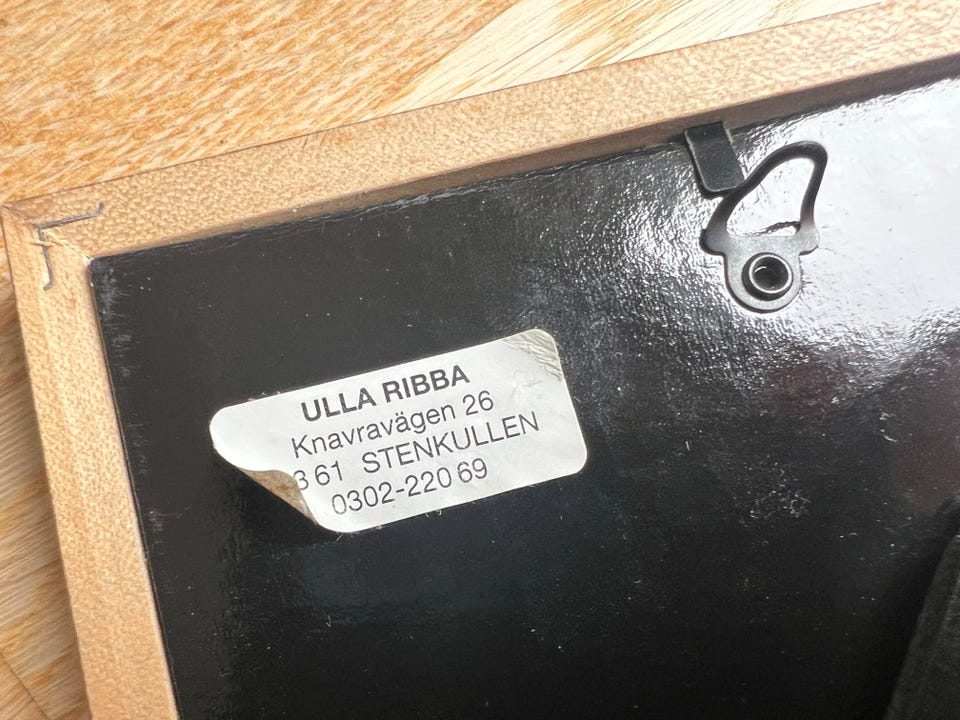 ULLA RIBBA
Knavravägen 26
3 61 STENKULLEN
0302-220 69